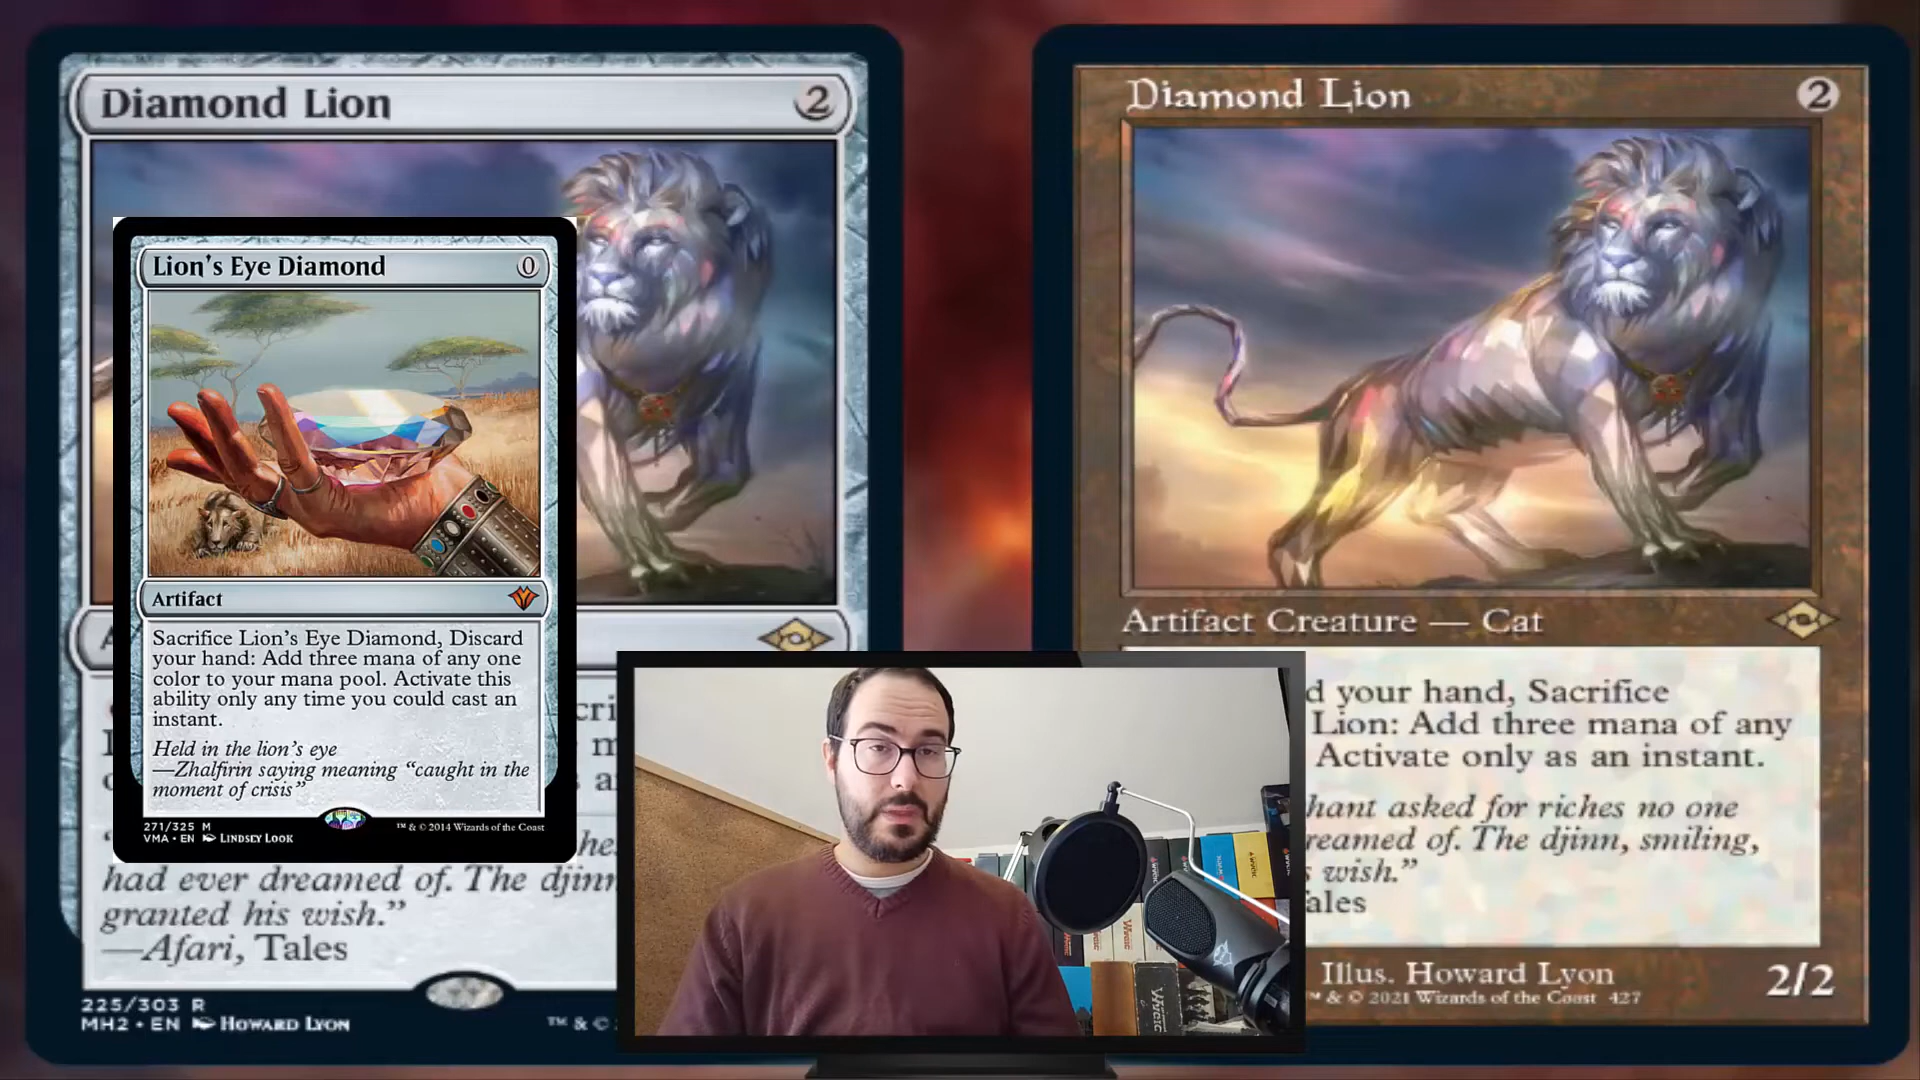 Diamond Lion 2
Lion's Eye Diamond 0
Artifact
Sacrifice Lion's Eye Diamond, Discard
your hand: Add three mana of any one
color to your mana pool. Activate this
ability only any time you could cast an
instant.
Held in the lion's eye
—Zhalfirin saying meaning “caught in the
moment of crisis”
271/325 M
VMA • EN LINDSEY LOOK
™ & © 2014 Wizards of the Coast
had ever dreamed of. The djinn
granted his wish.”
—Afari, Tales
225/303 R
MH2 • EN HOWARD LYON
™ & ©
Diamond Lion 2
Artifact Creature — Cat
d your hand, Sacrifice
Lion: Add three mana of any
Activate only as an instant.
hant asked for riches no one
reamed of. The djinn, smiling,
s wish.”
ales
Illus. Howard Lyon
™ & © 2021 Wizards of the Coast 427
2/2